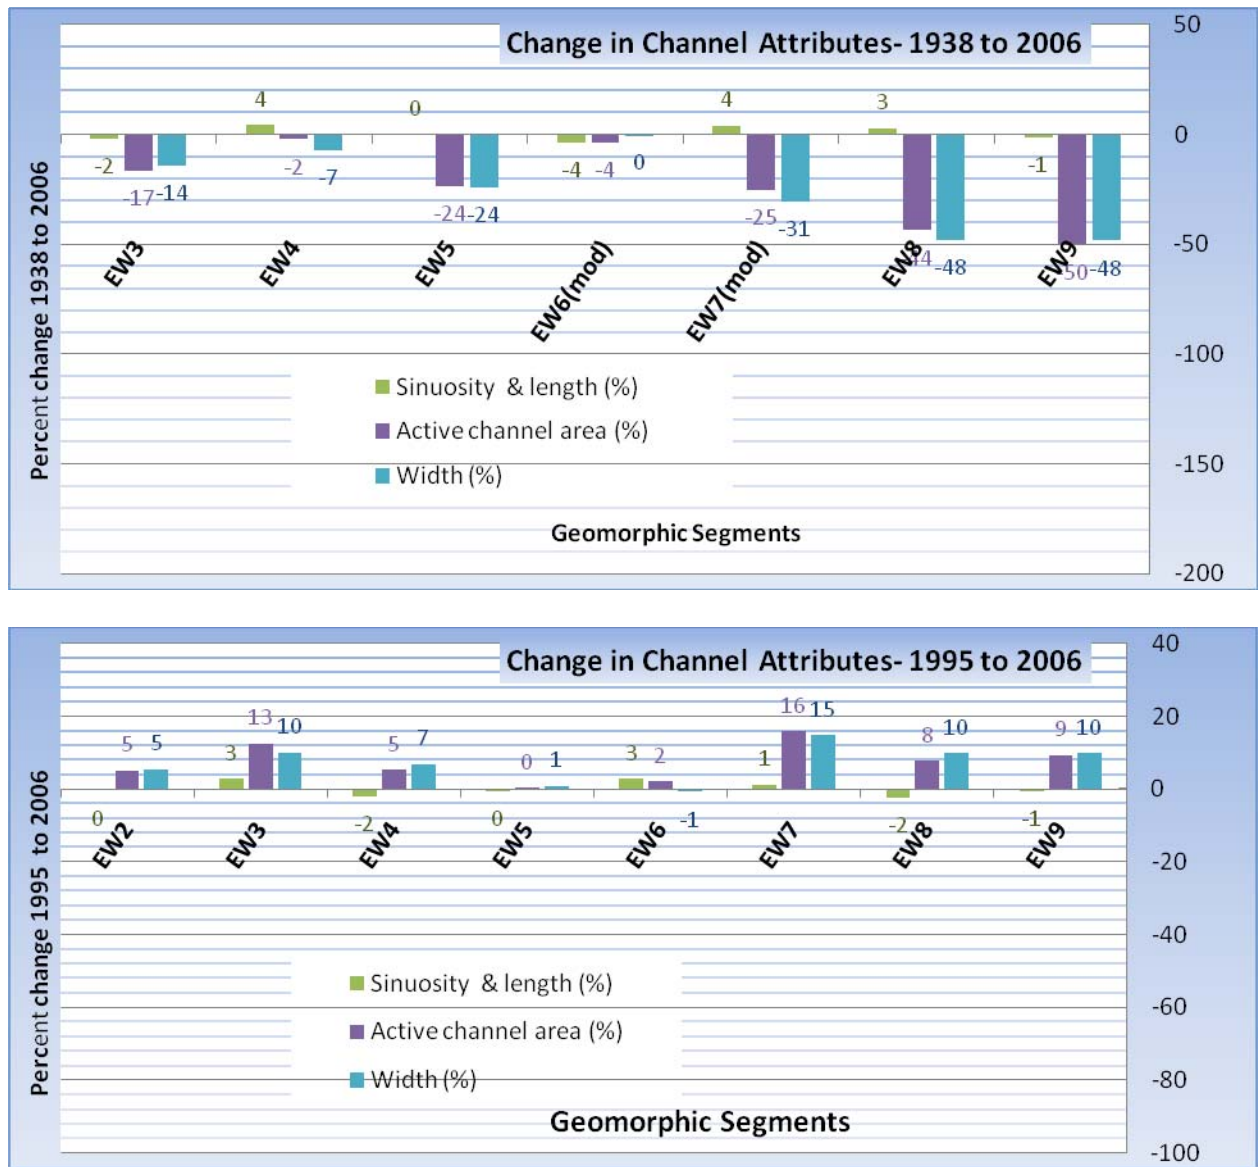 Change in Channel Attributes- 1938 to 2006
50
0
-50
-100
-150
-200
Percent change 1938 to 2006
4
0
4
3
-2
-17
-14
-2
-7
-24
-24
-4
-4
0
-25
-31
-44
-48
-1
-50
-48
EW3
EW4
EW5
EW6(mod)
EW7(mod)
EW8
EW9
Sinuosity & length (%)
Active channel area (%)
Width (%)
Geomorphic Segments
Change in Channel Attributes- 1995 to 2006
40
20
0
-20
-40
-60
-80
-100
Percent change 1995 to 2006
0
5
5
3
13
10
-2
5
7
0
0
1
3
2
-1
1
16
15
-2
8
10
-1
9
10
EW2
EW3
EW4
EW5
EW6
EW7
EW8
EW9
Sinuosity & length (%)
Active channel area (%)
Width (%)
Geomorphic Segments